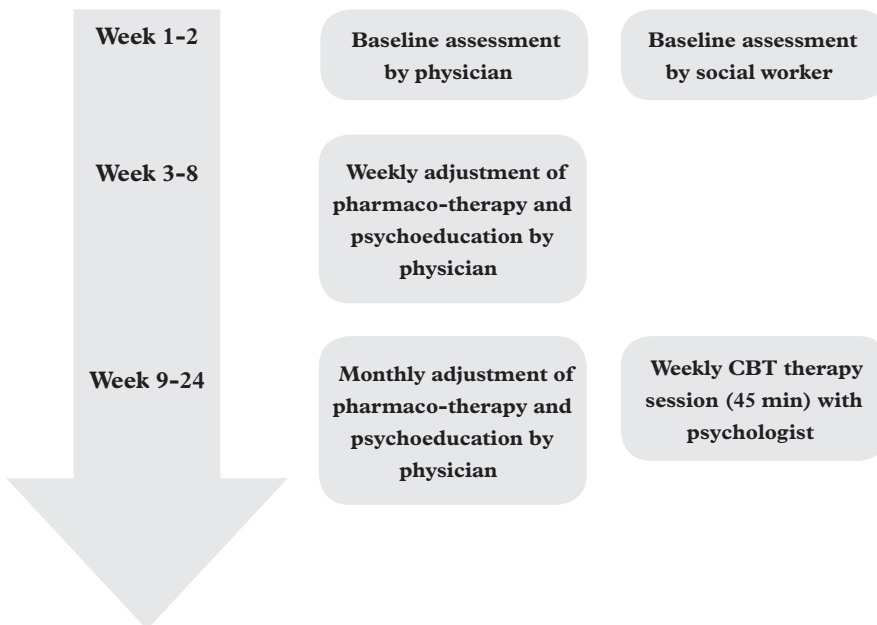 Week 1-2
Baseline assessment
by physician
Baseline assessment
by social worker
Week 3-8
Weekly adjustment of
pharmaco-therapy and
psychoeducation by
physician
Week 9-24
Monthly adjustment of
pharmaco-therapy and
psychoeducation by
physician
Weekly CBT therapy
session (45 min) with
psychologist